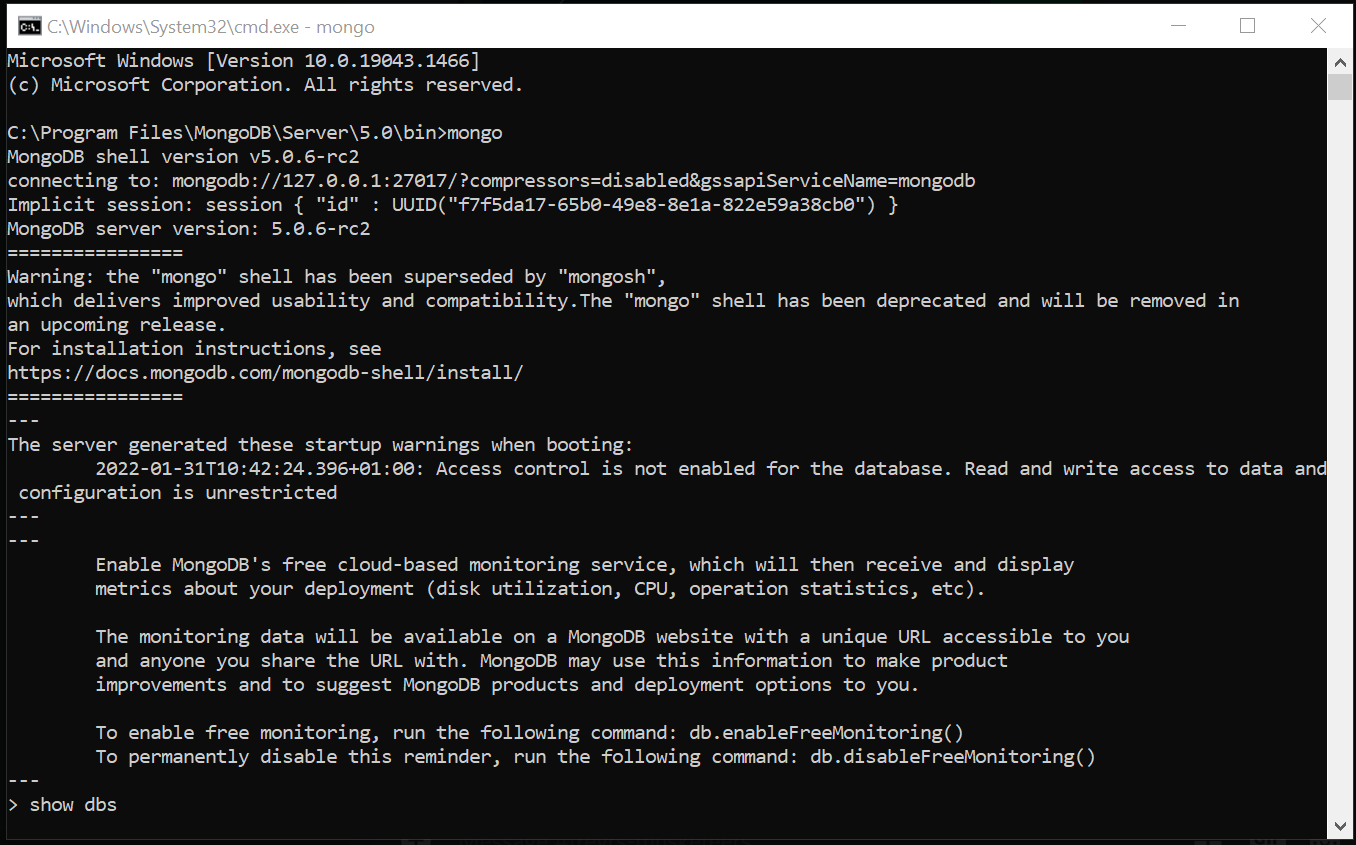 C:\Windows\System32\cmd.exe - mongo
Microsoft Windows [Version 10.0.19043.1466]
(c) Microsoft Corporation. All rights reserved.
C:\Program Files\MongoDB\Server\5.0\bin>mongo
MongoDB shell version v5.0.6-rc2
connecting to: mongodb://127.0.0.1:27017/?compressors=disabled&gssapiServiceName=mongodb
Implicit session: session { "id" : UUID("f7f5da17-65b0-49e8-8e1a-822e59a38cb0") }
MongoDB server version: 5.0.6-rc2
================
Warning: the "mongo" shell has been superseded by "mongosh",
which delivers improved usability and compatibility.The "mongo" shell has been deprecated and will be removed in
an upcoming release.
For installation instructions, see
https://docs.mongodb.com/mongodb-shell/install/
================
---
The server generated these startup warnings when booting:
        2022-01-31T10:42:24.396+01:00: Access control is not enabled for the database. Read and write access to data and
 configuration is unrestricted
---
---
        Enable MongoDB's free cloud-based monitoring service, which will then receive and display
        metrics about your deployment (disk utilization, CPU, operation statistics, etc).
        The monitoring data will be available on a MongoDB website with a unique URL accessible to you
        and anyone you share the URL with. MongoDB may use this information to make product
        improvements and to suggest MongoDB products and deployment options to you.
        To enable free monitoring, run the following command: db.enableFreeMonitoring()
        To permanently disable this reminder, run the following command: db.disableFreeMonitoring()
---
> show dbs